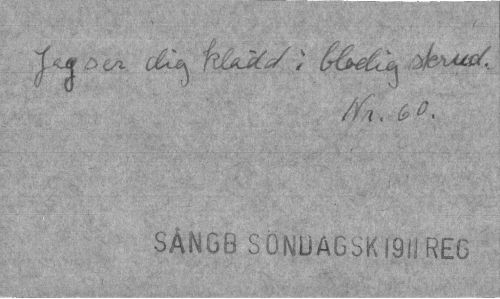 Jag ser dig klädd i blodig skrud.
Nr. 60.
SÅNGB SÖNDAGSK 1911 REG